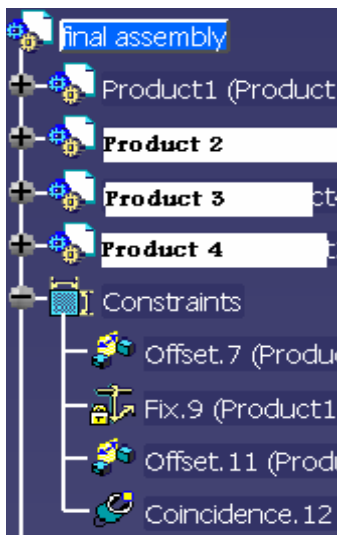 final assembly
Product1 (Product
Product 2
Product 3
Product 4
Constraints
Offset.7 (Produ
Fix.9 (Product1
Offset.11 (Prod
Coincidence.12